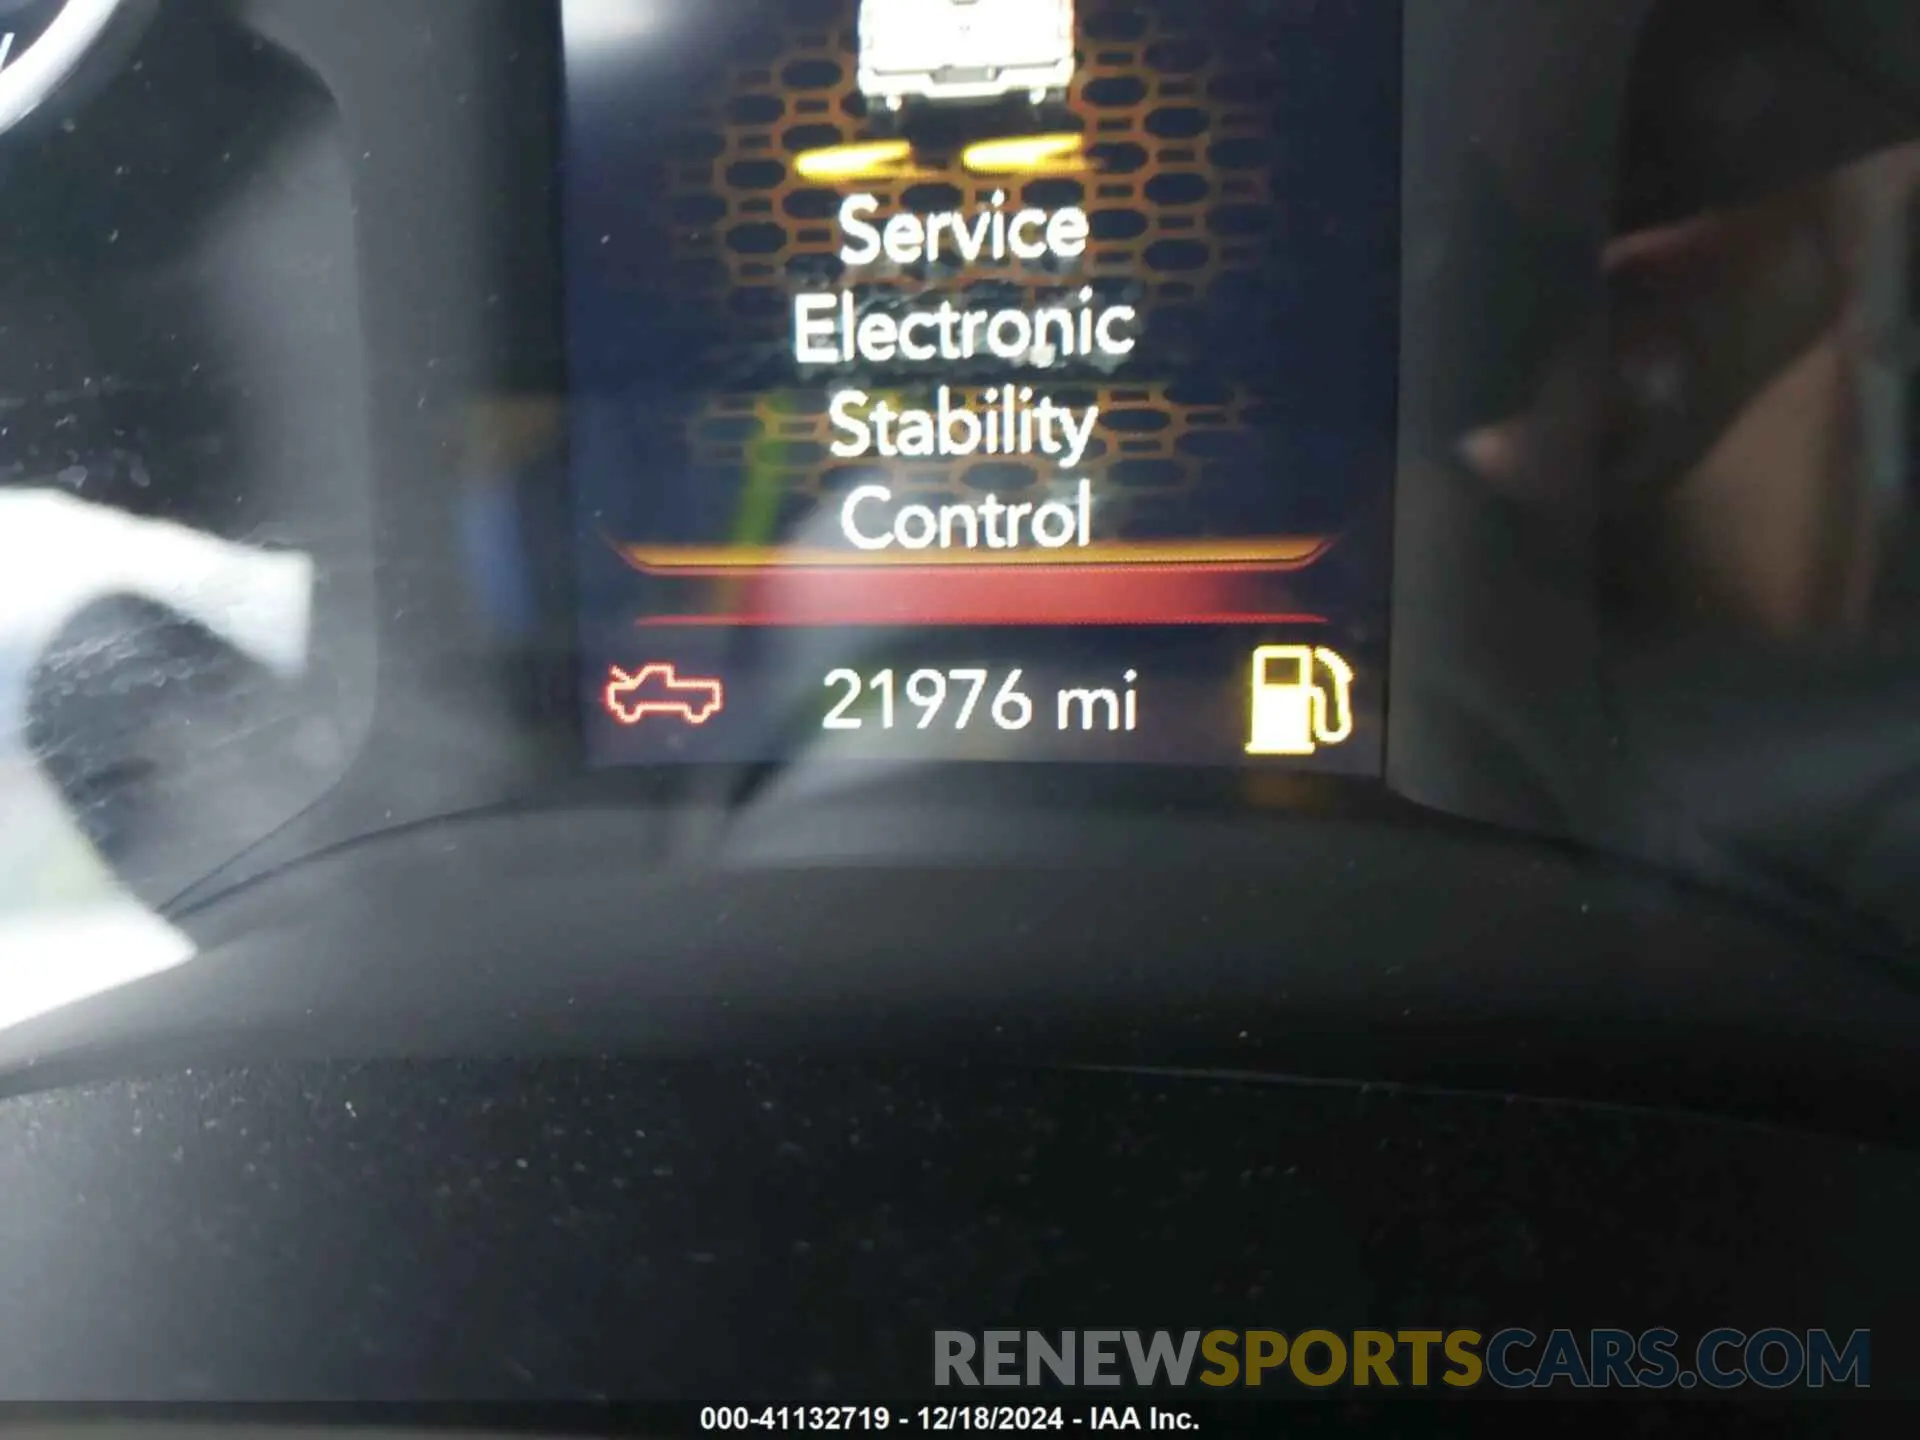 Service
Electronic
Stability
Control
21976 mi
RENEWSPORTSCARS.COM
000-41132719 - 12/18/2024 - IAA Inc.